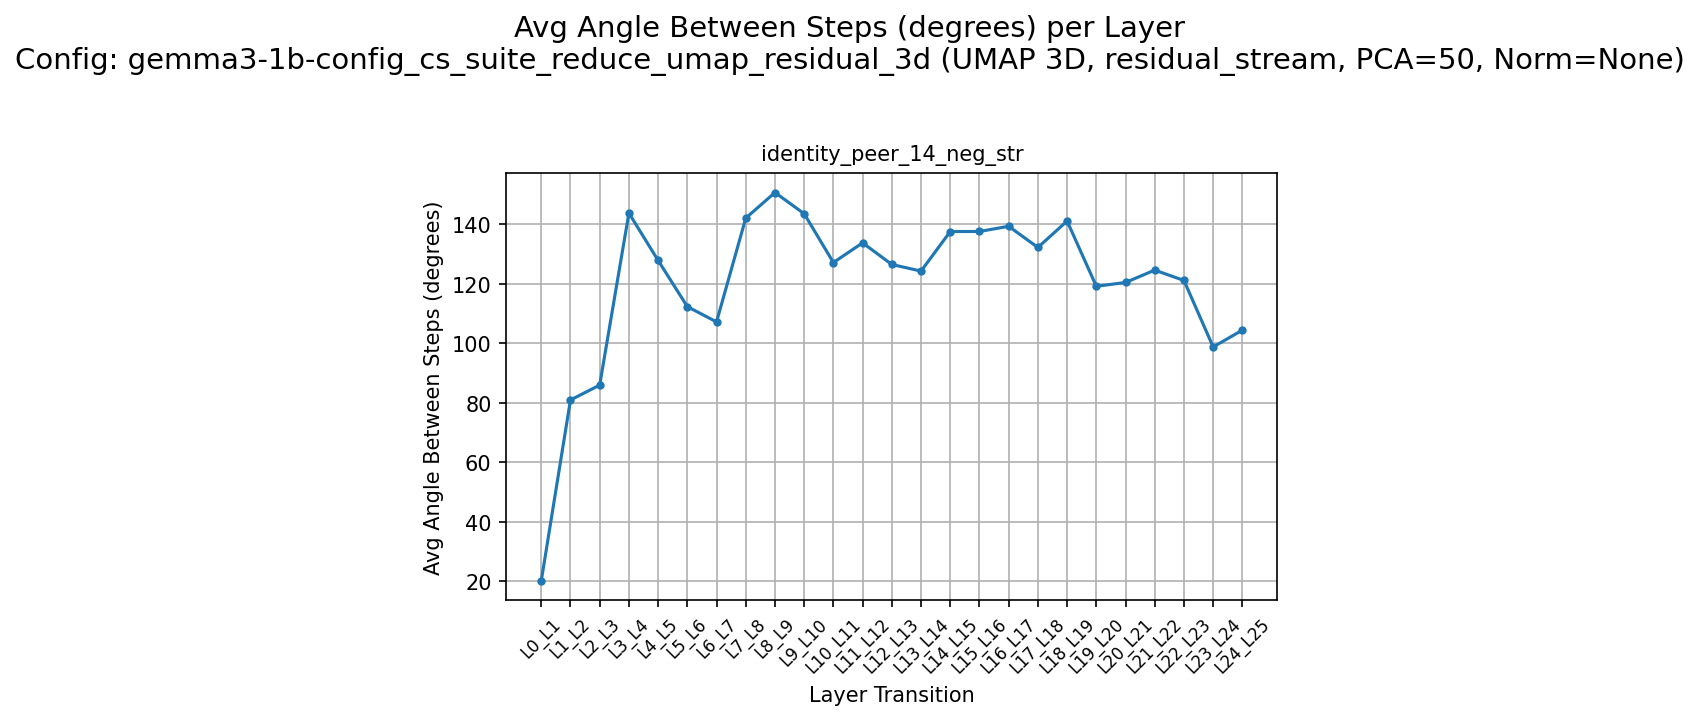 Avg Angle Between Steps (degrees) per Layer
Config: gemma3-1b-config_cs_suite_reduce_umap_residual_3d (UMAP 3D, residual_stream, PCA=50, Norm=None)
identity_peer_14_neg_str
Avg Angle Between Steps (degrees)
140
120
100
80
60
40
20
L0_L1
L1_L2
L2_L3
L3_L4
L4_L5
L5_L6
L6_L7
L7_L8
L8_L9
L9_L10
L10_L11
L11_L12
L12_L13
L13_L14
L14_L15
L15_L16
L16_L17
L17_L18
L18_L19
L19_L20
L20_L21
L21_L22
L22_L23
L23_L24
L24_L25
Layer Transition